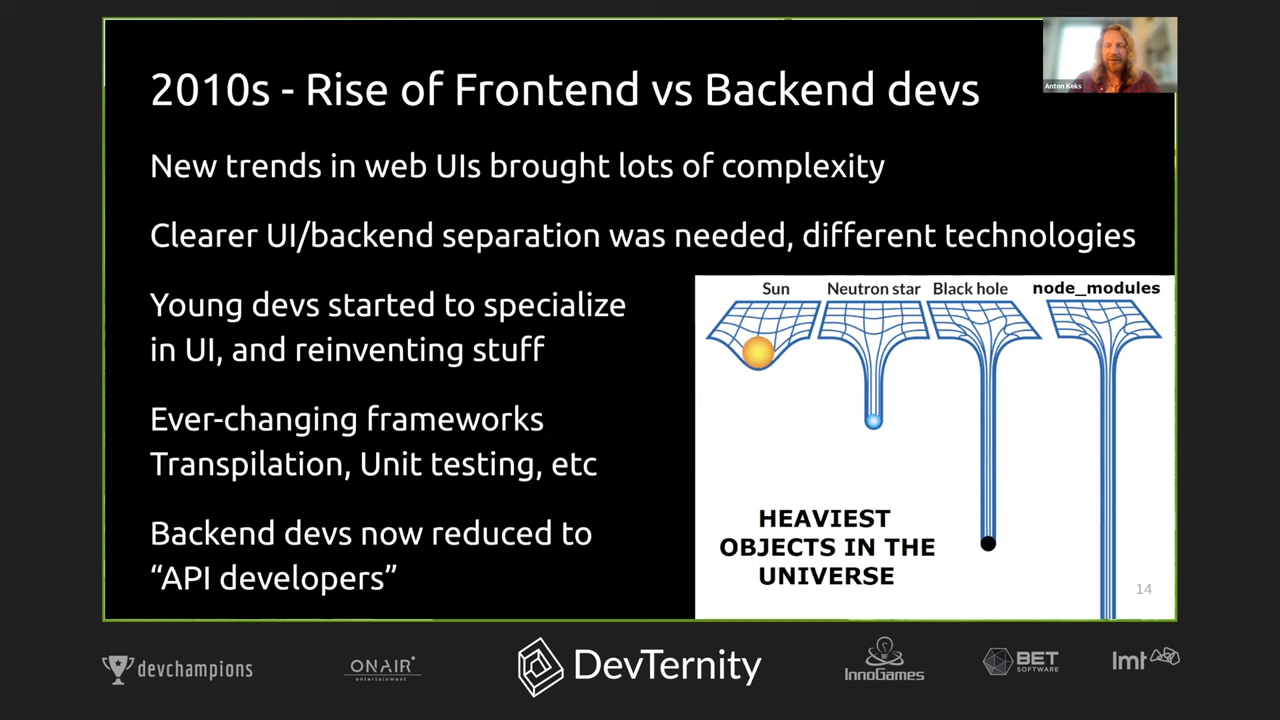 2010s - Rise of Frontend vs Backend devs
Anton Keks
New trends in web UIs brought lots of complexity
Clearer UI/backend separation was needed, different technologies
Young devs started to specialize
in UI, and reinventing stuff
Ever-changing frameworks
Transpilation, Unit testing, etc
Backend devs now reduced to
“API developers”
Sun
Neutron star
Black hole
node_modules
HEAVIEST
OBJECTS IN THE
UNIVERSE
14
devchampions
ONAIR
entertainment
DevTernity
InnoGames
BET
SOFTWARE
lmt